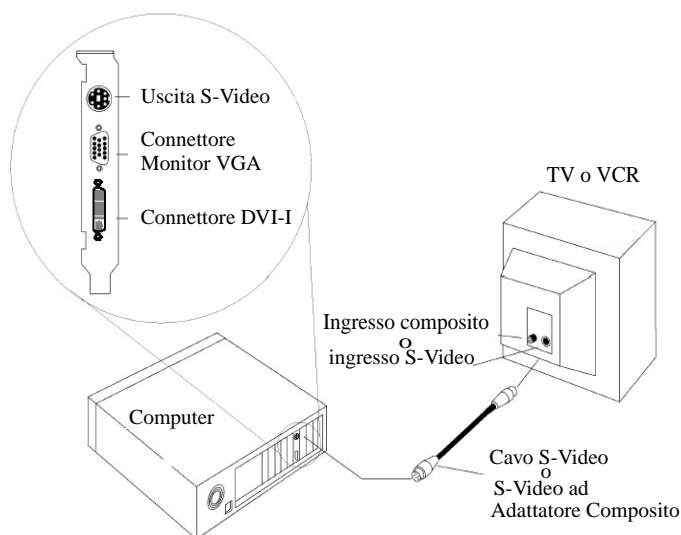 Uscita S-Video
Connettore
Monitor VGA
Connettore DVI-I
TV o VCR
Ingresso composito
o
ingresso S-Video
Computer
Cavo S-Video
o
S-Video ad
Adattatore Composito